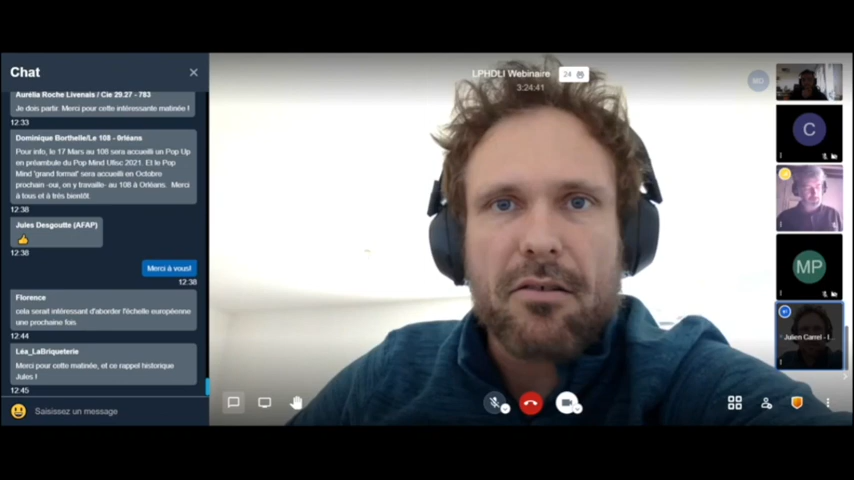 Chat
Aurélia Roche Livenais / Cie 29.27 - 783
Je dois partir. Merci pour cette intéressante matinée !
12:33
Dominique Borthelle/Le 108 - Orléans
Pour info, le 17 Mars au 108 sera accueilli un Pop Up
en préambule du Pop Mind Ufisc 2021. Et le Pop
Mind 'grand format' sera accueilli en Octobre
prochain -oui, on y travaille- au 108 à Orléans. Merci
à tous et à très bientôt.
12:38
Jules Desgoutte (AFAP)
12:38
Merci à vous!
12:38
Florence
cela serait intéressant d'aborder l'échelle européenne
une prochaine fois
12:44
Léa_LaBriqueterie
Merci pour cette matinée, et ce rappel historique
Jules !
12:45
Saisissez un message
LPHDLI Webinaire
24
3:24:41
MD
C
MP
Julien Carrel - I...